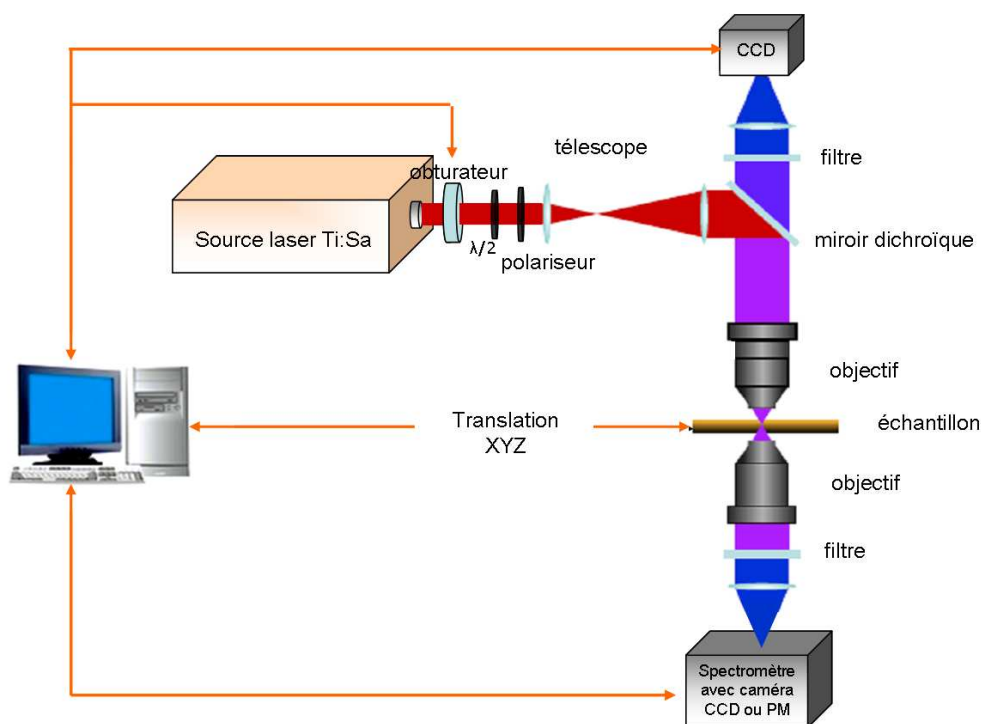 CCD
filtre
télescope
obturateur
Source laser Ti:Sa
λ/2
polariseur
miroir dichroïque
objectif
échantillon
Translation
XYZ
objectif
filtre
Spectromètre
avec caméra
CCD ou PM